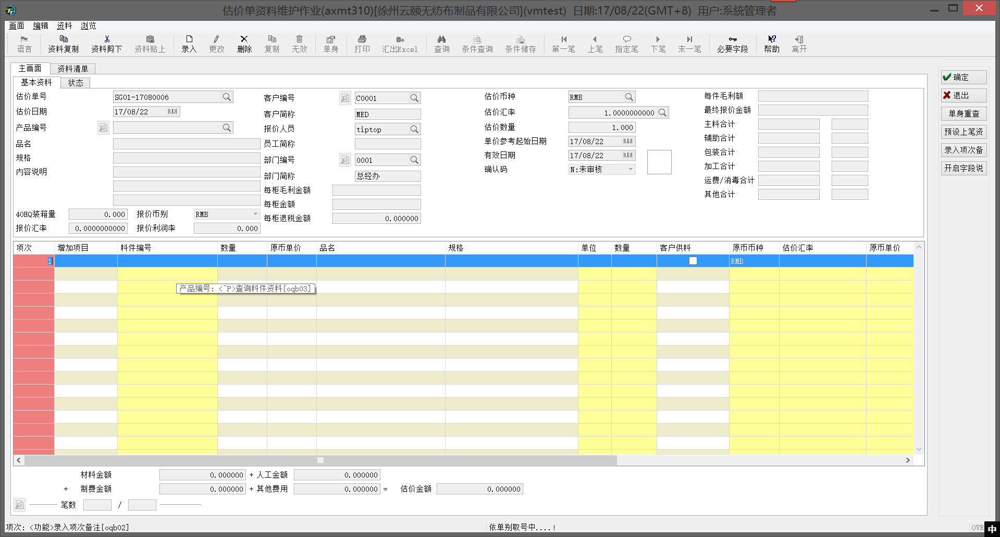 估价单资料维护作业(axmt310)[徐州云颐无纺布制品有限公司](vmtest) 日期:17/08/22(GMT+8) 用户:系統管理者
画面 编辑 资料 浏览
语言 资料复制 资料剪下 资料贴上 录入 更改 删除 复制 无效 单身 打印 汇出Excel 查询 条件查询 条件储存 第一笔 上笔 指定笔 下笔 末一笔 必要字段 帮助 离开
主画面 资料清单
基本资料 状态
估价单号 SG01-17080006
估价日期 17/08/22
产品编号
品名
规格
内容说明
40HQ装箱量 0.000 报价币别 RMB
报价汇率 0.0000000000 报价利润率 0.000
客户编号 C0001
客户简称 MED
报价人员 tiptop
员工简称
部门编号 0001
部门简称 总经办
每柜毛利金额
每柜金额
每柜退税金额 0.000000
估价币种 RMB
估价汇率 1.0000000000
估价数量 1.000
单价参考起始日期 17/08/22
有效日期 17/08/22
确认码 N:未审核
每件毛利额
最终报价金额
主料合计
辅助合计
包装合计
加工合计
运费/消毒合计
其他合计
确定
退出
单身重查
预设上笔资
录入项次备
开启字段说
项次 增加项目 料件编号 数量 原币单价 品名 规格 单位 数量 客户供料 原币币种 估价汇率 原币单价
1 RMB
产品编号: <^P>查询料件资料[oqb03]
材料金额 0.000000 + 人工金额 0.000000
+ 制费金额 0.000000 + 其他费用 0.000000 = 估价金额 0.000000
笔数 /
项次: <功能>录入项次备注[oqb02] 依单别取号中....! OVR 中